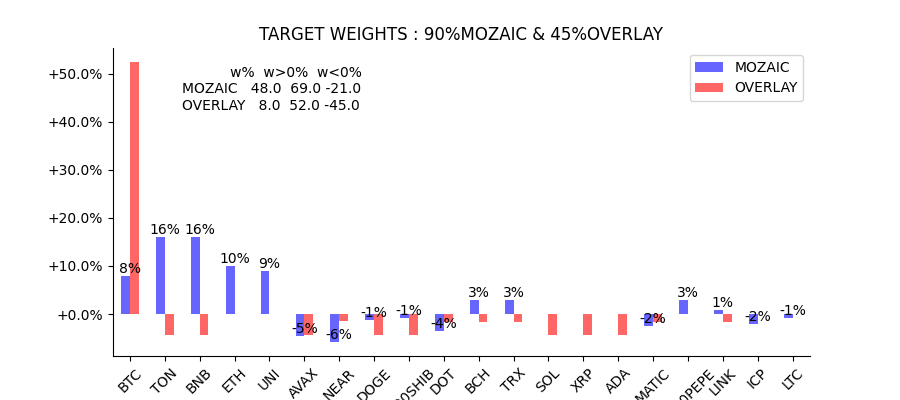 TARGET WEIGHTS : 90%MOZAIC & 45%OVERLAY
w% w>0% w<0%
MOZAIC 48.0 69.0 -21.0
OVERLAY 8.0 52.0 -45.0
MOZAIC
OVERLAY
+50.0%
+40.0%
+30.0%
+20.0%
+10.0%
+0.0%
8% 16% 16% 10% 9% -5% -6% -1% -1% -4% 3% 3% -2% 3% 1% -2% -1%
BTC TON BNB ETH UNI AVAX NEAR DOGE 00SHIB DOT BCH TRX SOL XRP ADA MATIC 0PEPE LINK ICP LTC